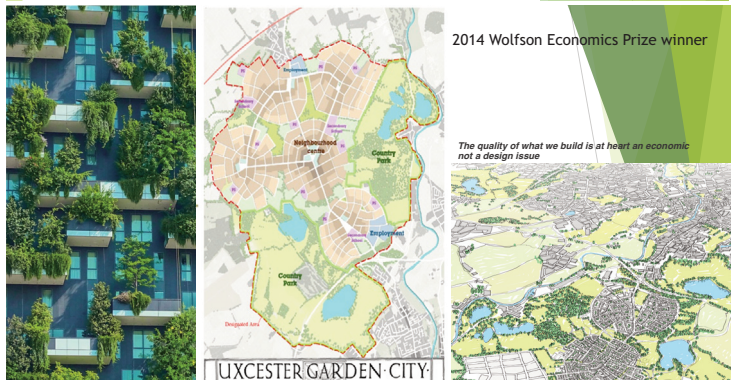 2014 Wolfson Economics Prize winner
The quality of what we build is at heart an economic
not a design issue
Employment
Neighbourhood
centre
Country
Park
Employment
Country
Park
UXCESTER GARDEN·CITY·